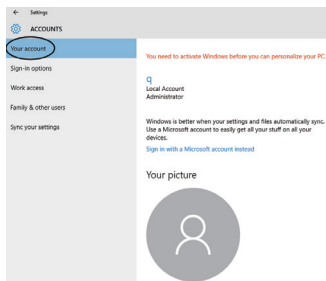 Settings
ACCOUNTS
Your account
Sign-in options
Work access
Family & other users
Sync your settings
You need to activate Windows before you can personalize your PC.
q
Local Account
Administrator
Windows is better when your settings and files automatically sync.
Use a Microsoft account to easily get all your stuff on all your
devices.
Sign in with a Microsoft account instead
Your picture